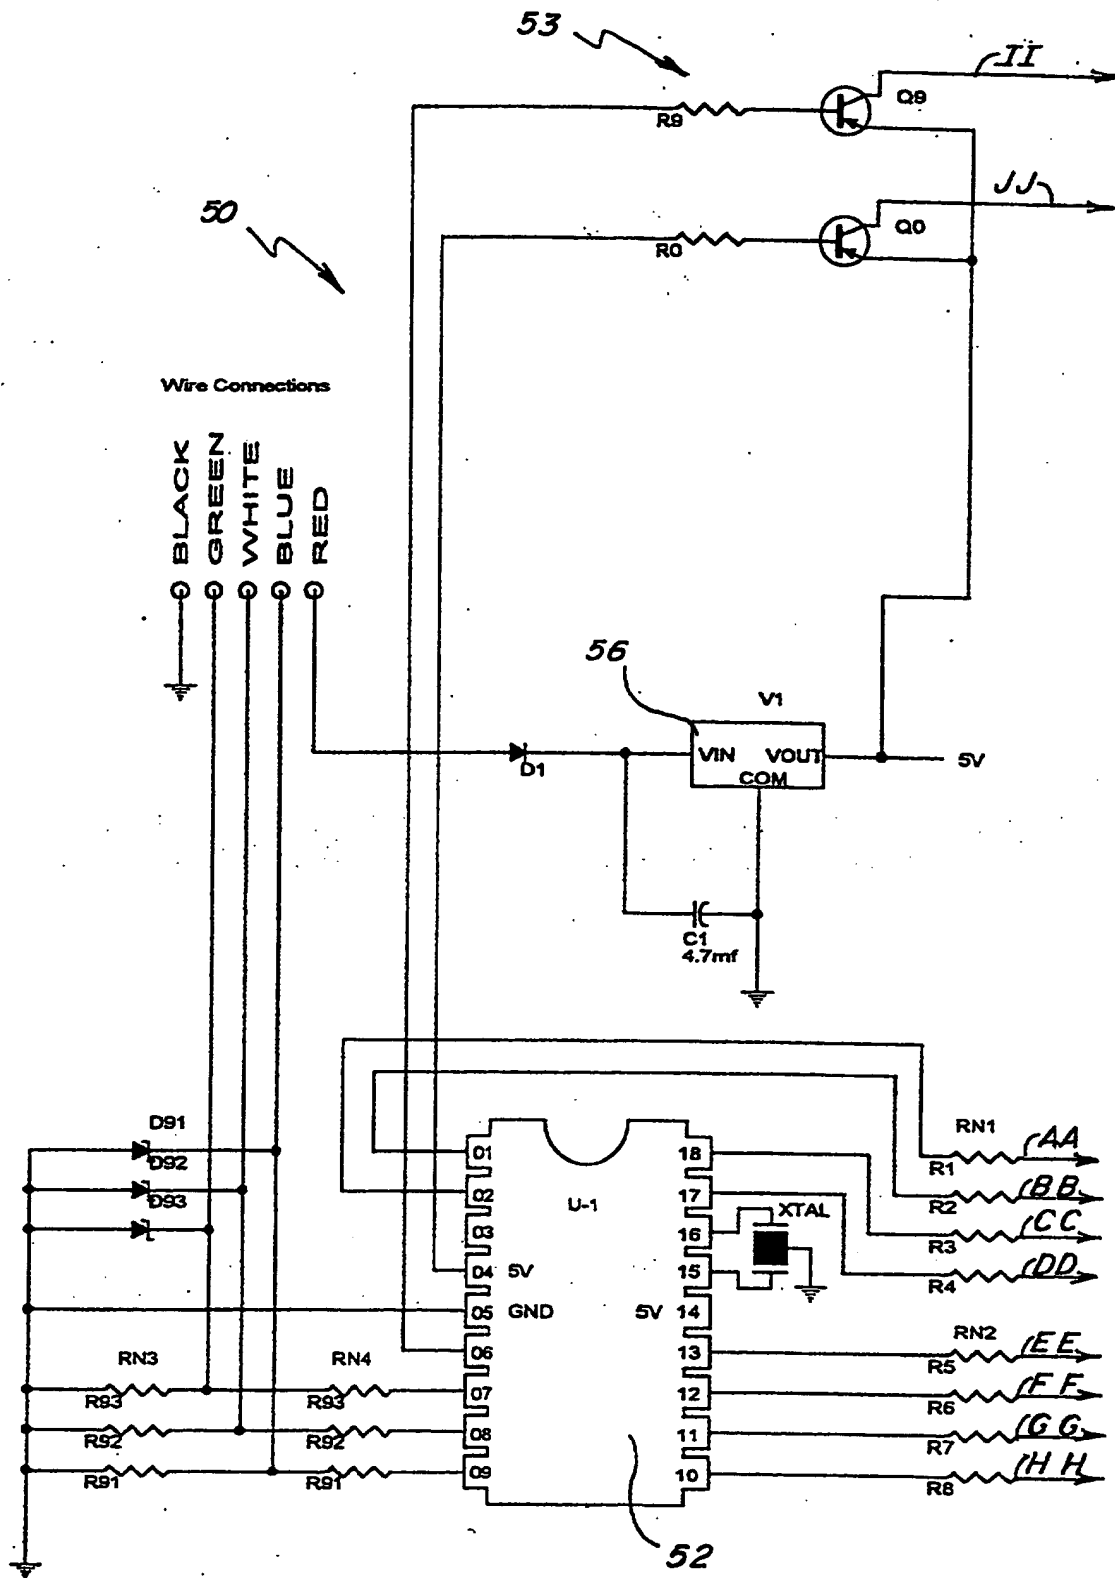 53
II
Q9
R9
JJ
50
Q0
R0
Wire Connections
BLACK
GREEN
WHITE
BLUE
RED
56
V1
VIN VOUT
COM
5V
D1
C1
4.7mf
D91
D92
D93
RN1
AA
R1
BB
R2
CC
R3
DD
R4
01 18
02 17
U-1
XTAL
03 16
04 5V 15
05 GND 5V 14
06 13
RN3 RN4
RN2
EE
R5
R93 R93 07 12
FF
R6
R92 R92 08 11
GG
R7
R91 R91 09 10
HH
R8
52